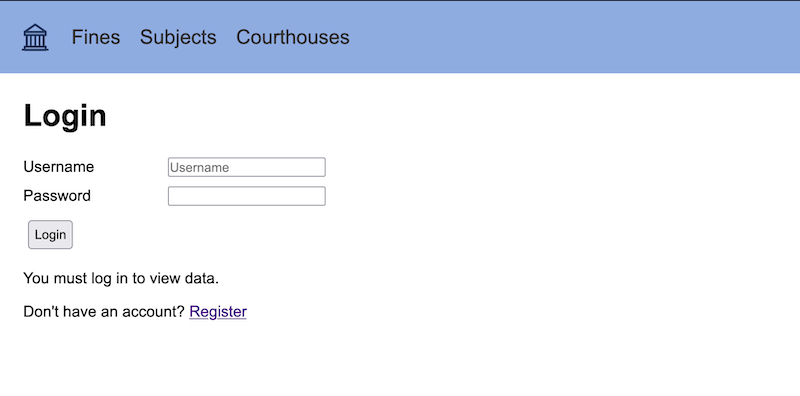 Fines Subjects Courthouses
Login
Username Username
Password
Login
You must log in to view data.
Don't have an account? Register